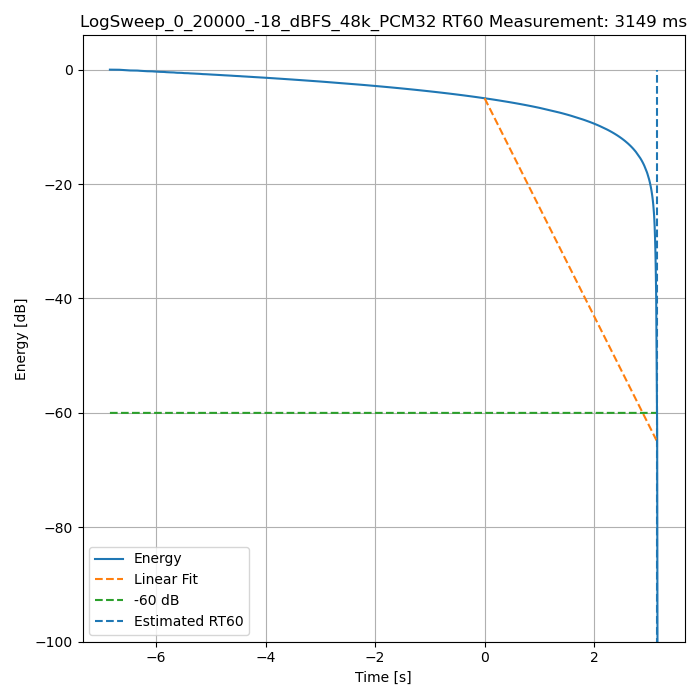 LogSweep_0_20000_-18_dBFS_48k_PCM32 RT60 Measurement: 3149 ms
0
−20
−40
−60
−80
−100
Energy [dB]
Energy
Linear Fit
-60 dB
Estimated RT60
−6
−4
−2
0
2
Time [s]